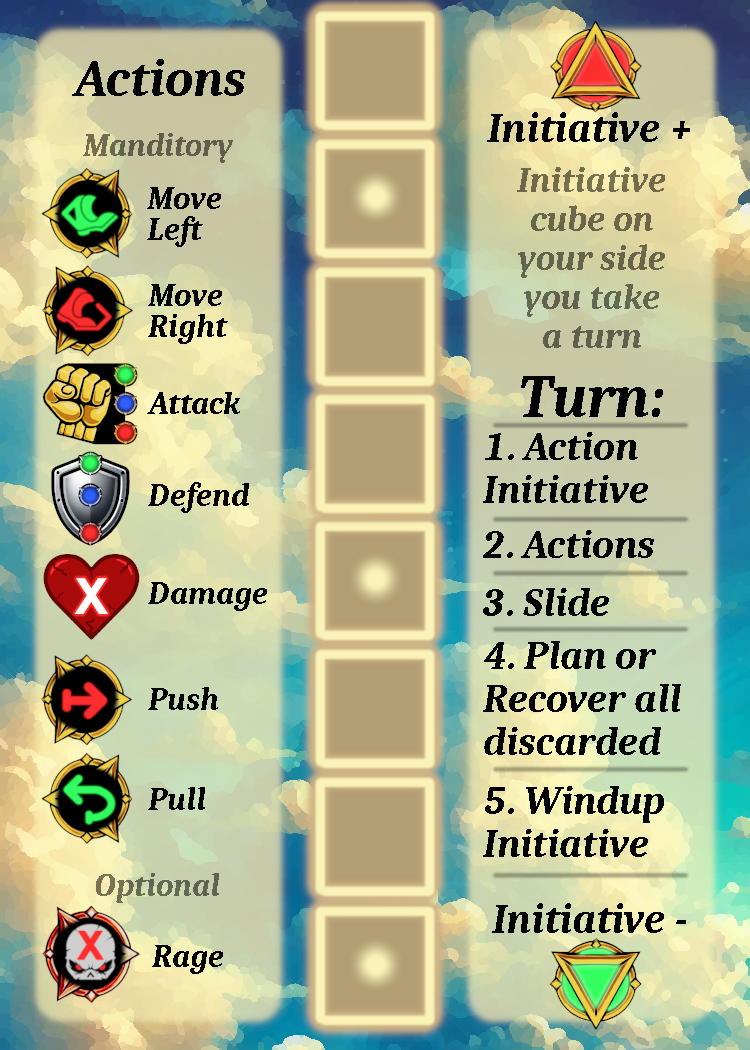 Actions
Manditory
Move
Left
Move
Right
Attack
Defend
X
Damage
Push
Pull
Optional
X
Rage
Initiative +
Initiative
cube on
your side
you take
a turn
Turn:
1. Action
Initiative
2. Actions
3. Slide
4. Plan or
Recover all
discarded
5. Windup
Initiative
Initiative -